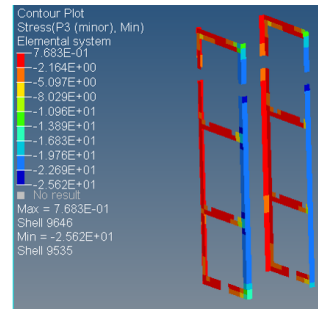 Contour Plot
Stress(P3 (minor), Min)
Elemental system
7.683E-01
-2.164E+00
-5.097E+00
-8.029E+00
-1.096E+01
-1.389E+01
-1.683E+01
-1.976E+01
-2.269E+01
-2.562E+01
No result
Max = 7.683E-01
Shell 9646
Min = -2.562E+01
Shell 9535